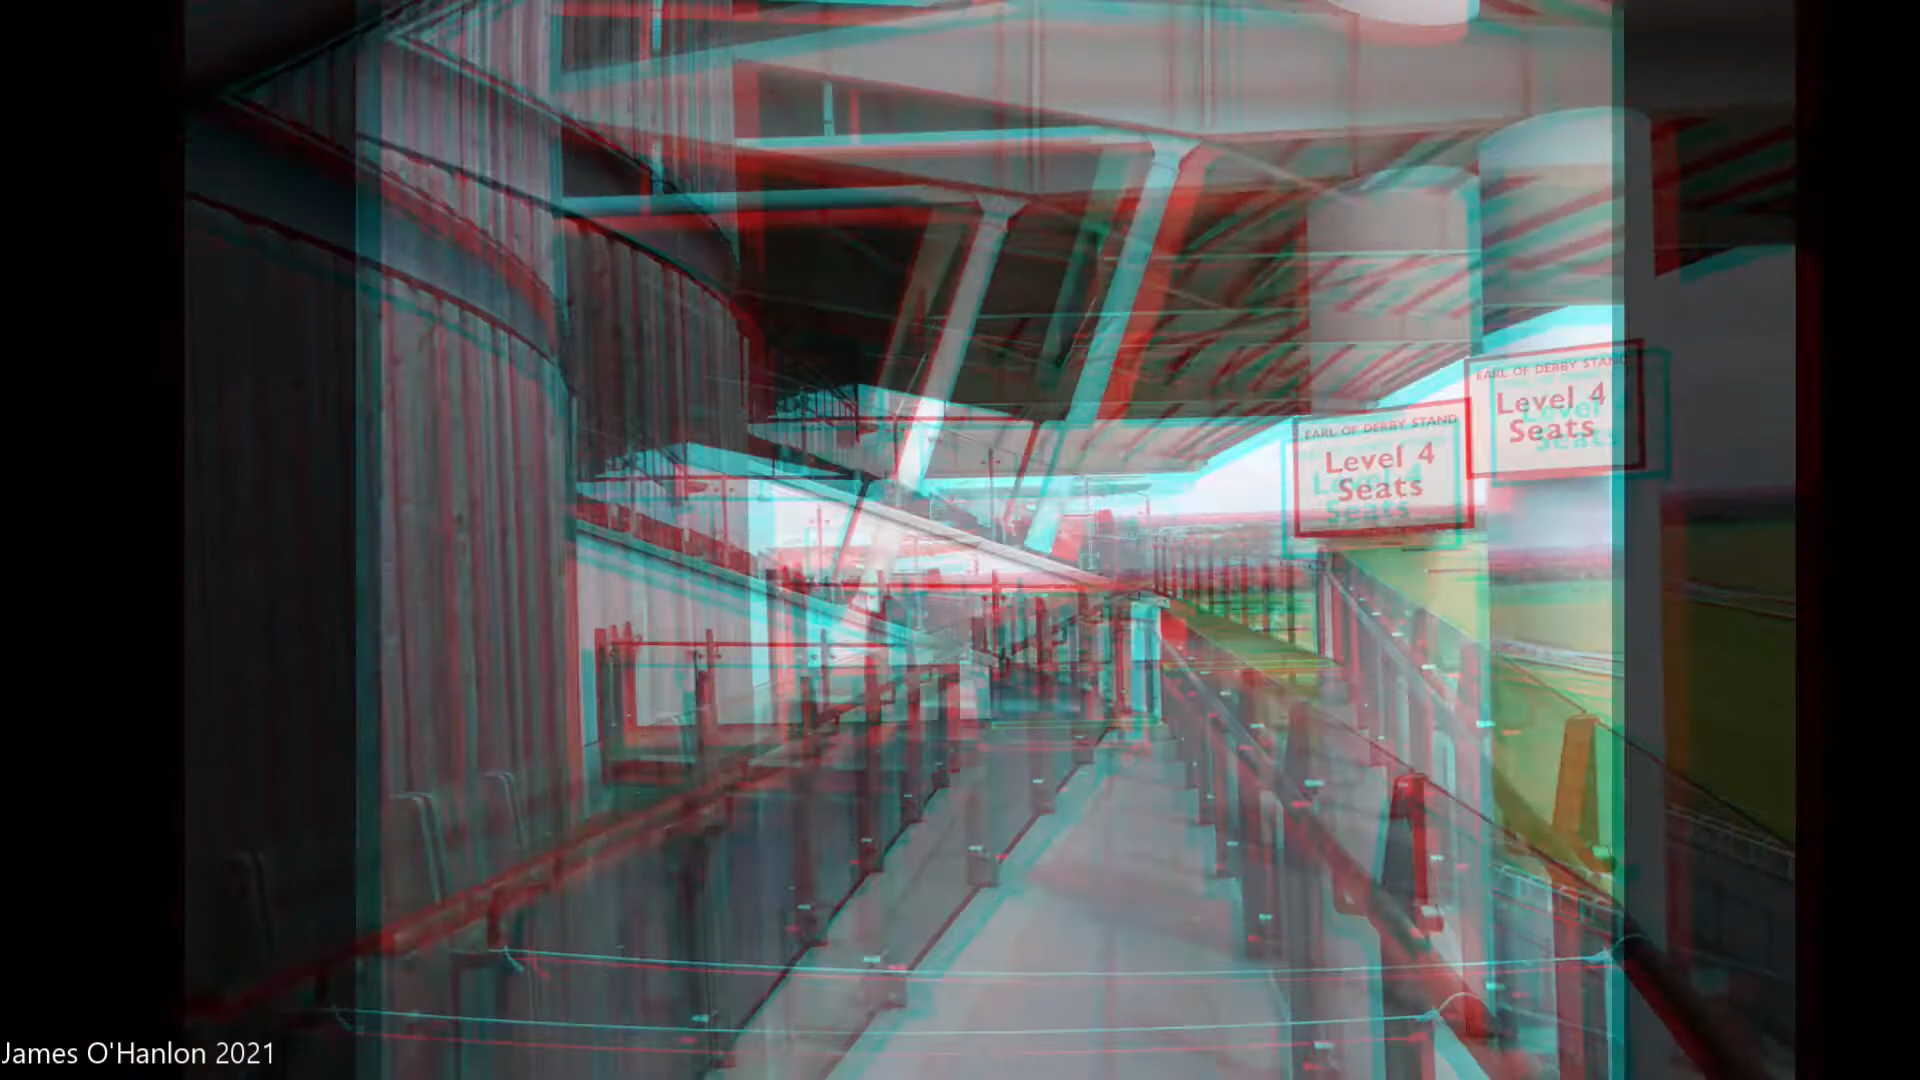 EARL OF DERBY STAND
Level 4
Seats
EARL OF DERBY STAND
Level 4
Seats
James O'Hanlon 2021